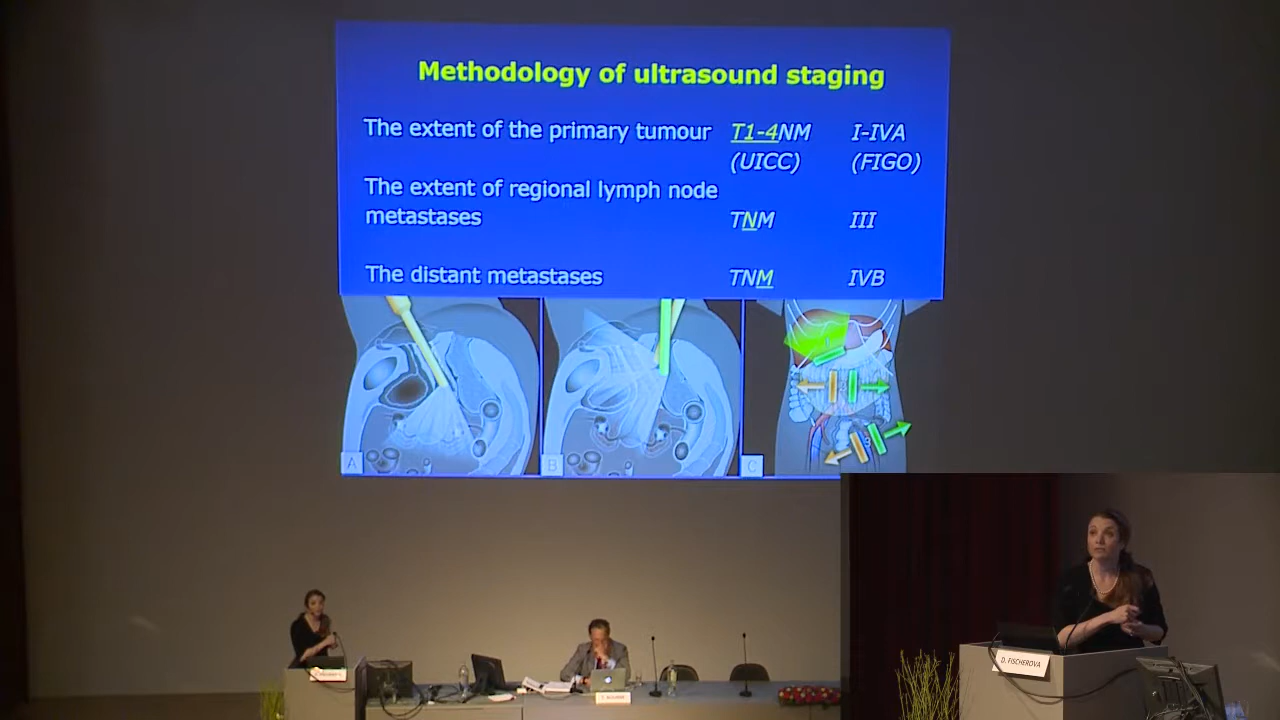 Methodology of ultrasound staging
The extent of the primary tumour T1-4NM I-IVA
(UICC) (FIGO)
The extent of regional lymph node
metastases TNM III
The distant metastases TNM IVB
A B C
D. FISCHEROVA